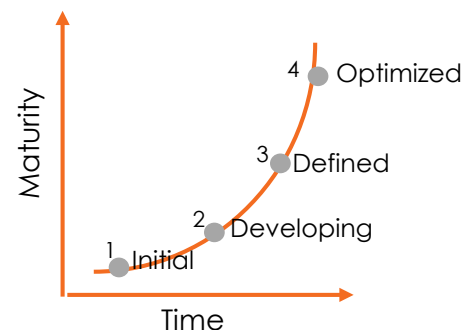 4 Optimized
Maturity
3 Defined
2 Developing
1 Initial
Time